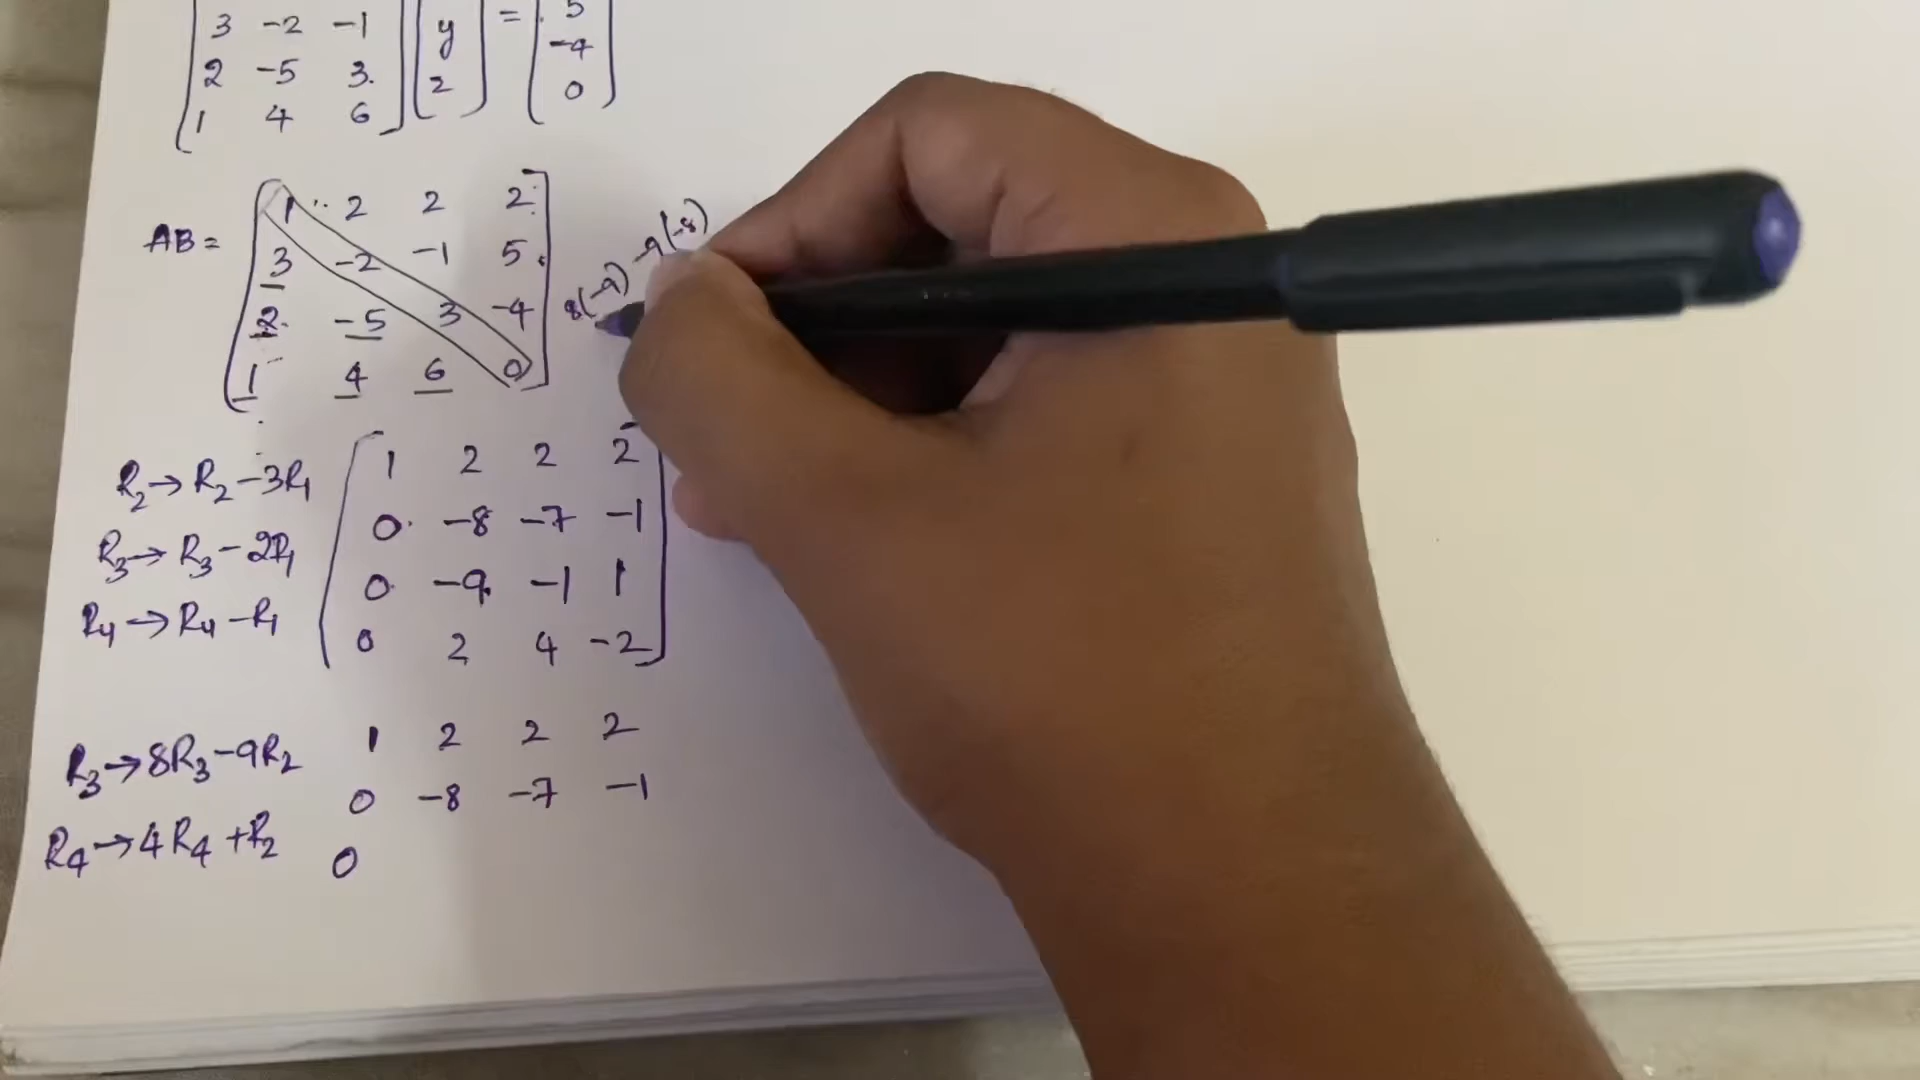 3 -2 -1 y = 5
2 -5 3 z -4
1 4 6 0
AB = 1 2 2 2
3 -2 -1 5
2 -5 3 -4
1 4 6 0
8(-9) -9(-8)
R2 → R2 - 3R1 1 2 2 2
0 -8 -7 -1
R3 → R3 - 2R1 0 -9 -1 1
R4 → R4 - R1 0 2 4 -2
R3 → 8R3 - 9R2 1 2 2 2
0 -8 -7 -1
R4 → 4R4 + R2 0